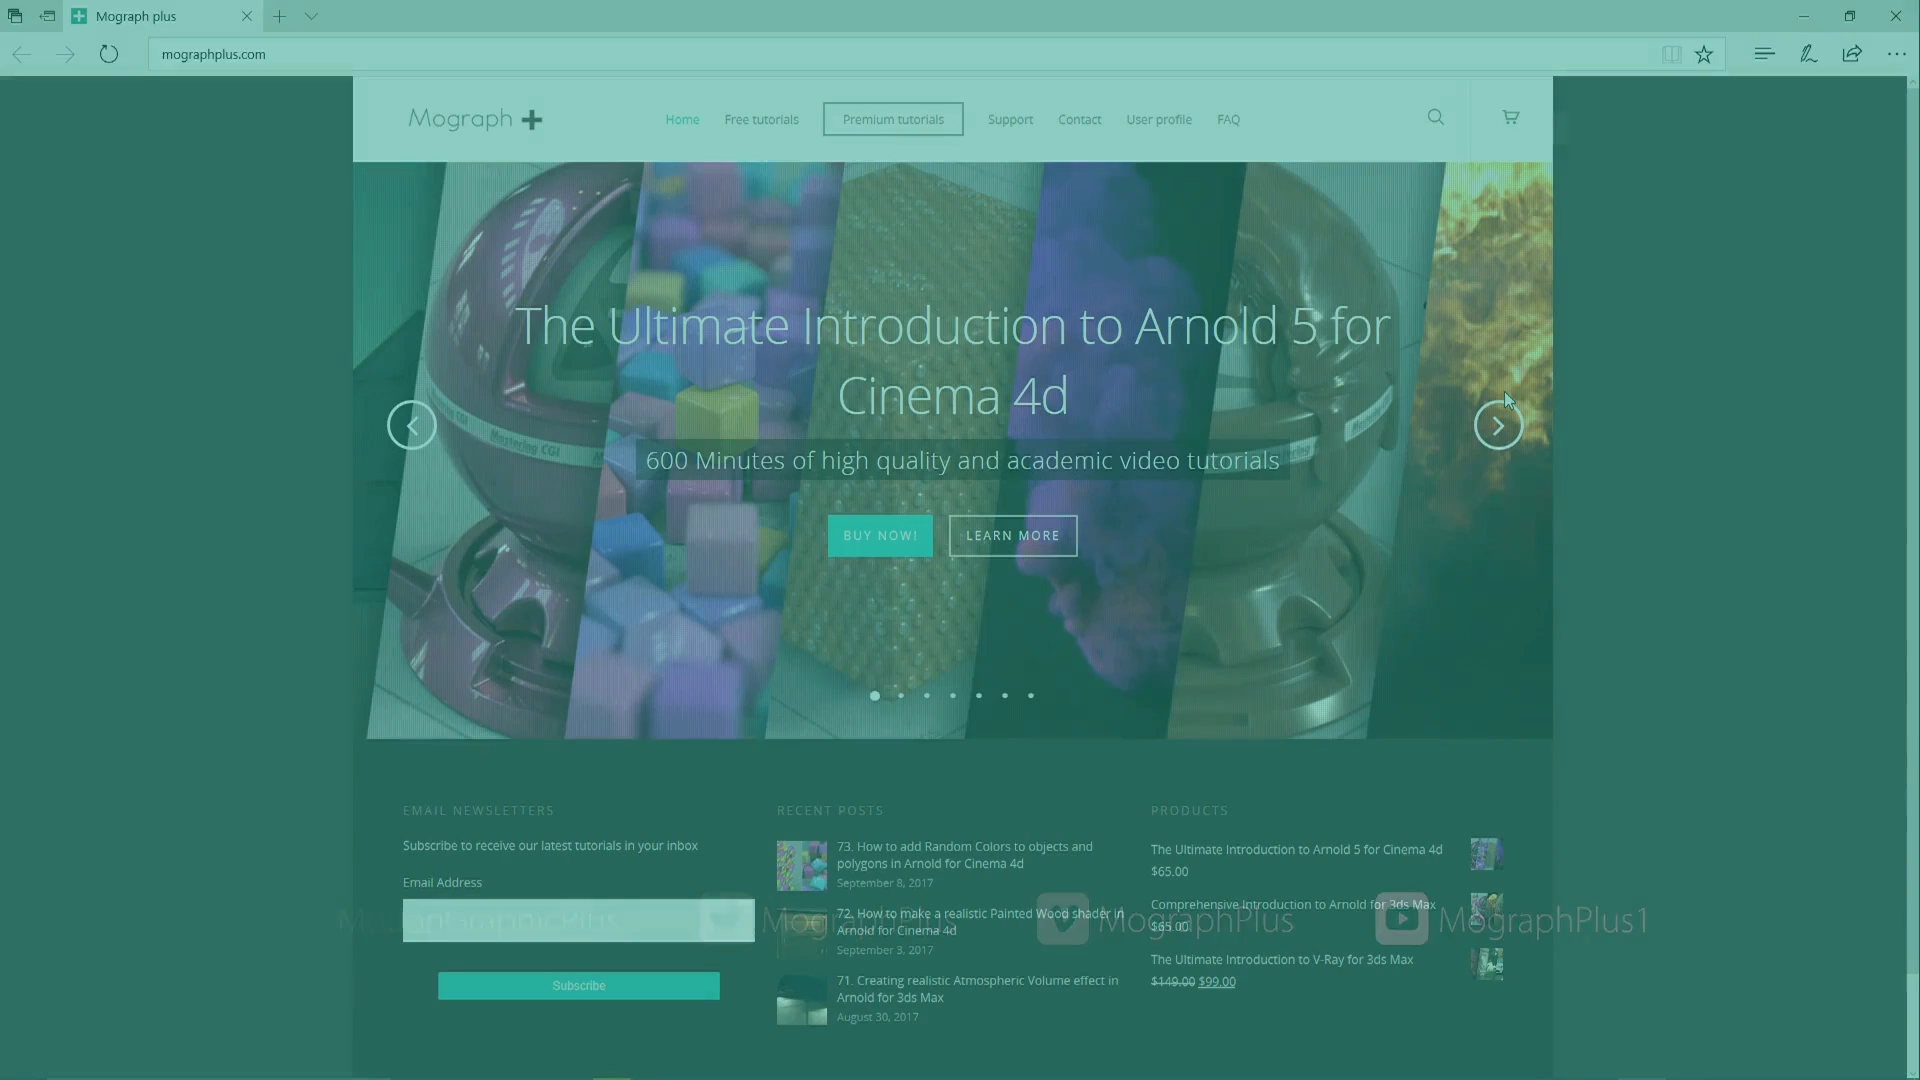 Mograph plus
mographplus.com
Mograph
Home
Free tutorials
Premium tutorials
Support
Contact
User profile
FAQ
The Ultimate Introduction to Arnold 5 for
Cinema 4d
Mastering CGI
600 Minutes of high quality and academic video tutorials
BUY NOW!
LEARN MORE
EMAIL NEWSLETTERS
Subscribe to receive our latest tutorials in your inbox
Email Address
Subscribe
RECENT POSTS
73. How to add Random Colors to objects and
polygons in Arnold for Cinema 4d
September 8, 2017
72. How to make a realistic Painted Wood shader in
Arnold for Cinema 4d
September 3, 2017
71. Creating realistic Atmospheric Volume effect in
Arnold for 3ds Max
August 30, 2017
PRODUCTS
The Ultimate Introduction to Arnold 5 for Cinema 4d
$65.00
Comprehensive Introduction to Arnold for 3ds Max
$65.00
The Ultimate Introduction to V-Ray for 3ds Max
$149.00 $99.00
MographPlus
MographPlus
MographPlus1